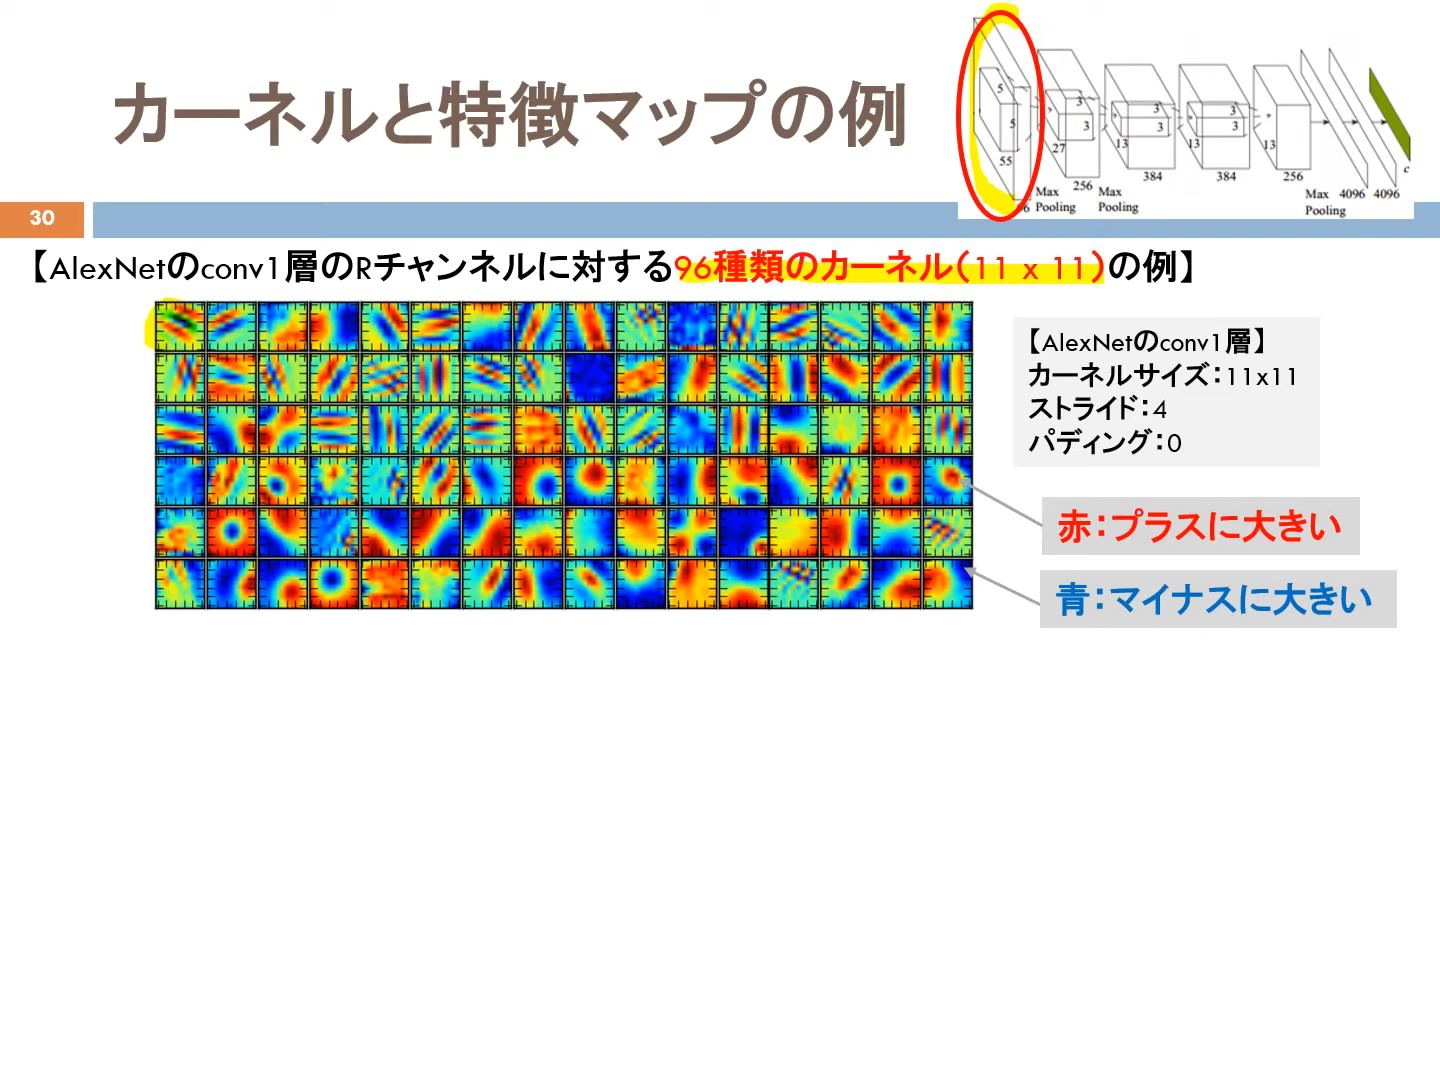 カーネルと特徴マップの例
5
5
55
96
Max
Pooling
27
3
3
256
Max
Pooling
13
3
3
384
13
3
3
384
13
256
Max
Pooling
4096
4096
c
30
【AlexNetのconv1層のRチャンネルに対する96種類のカーネル(11 x 11)の例】
【AlexNetのconv1層】
カーネルサイズ：11x11
ストライド：4
パディング：0
赤：プラスに大きい
青：マイナスに大きい